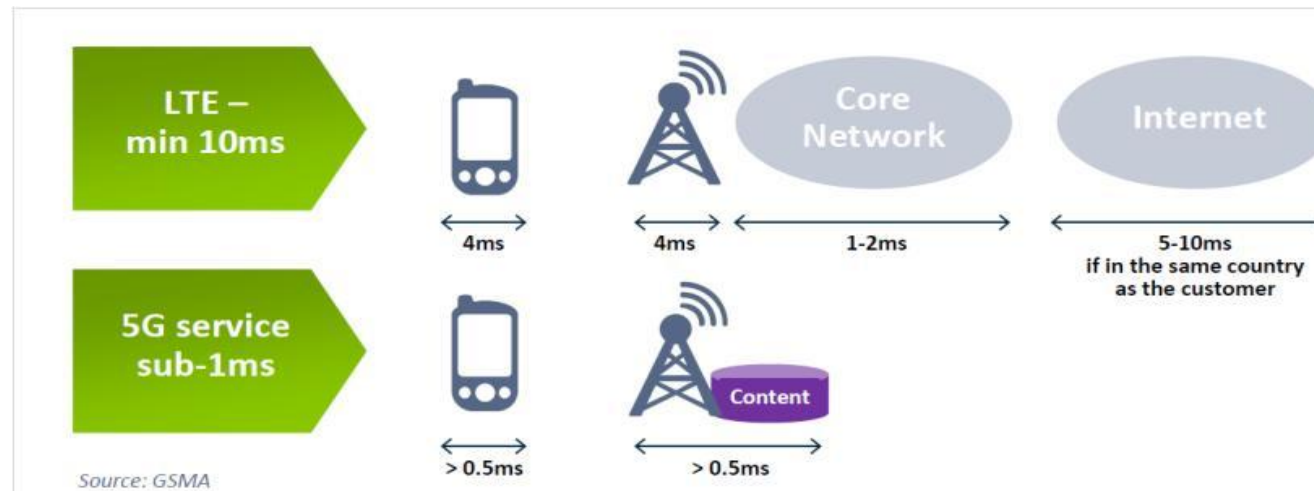 LTE –
min 10ms
Core
Network
Internet
4ms
4ms
1-2ms
5-10ms
if in the same country
as the customer
5G service
sub-1ms
Content
> 0.5ms
> 0.5ms
Source: GSMA